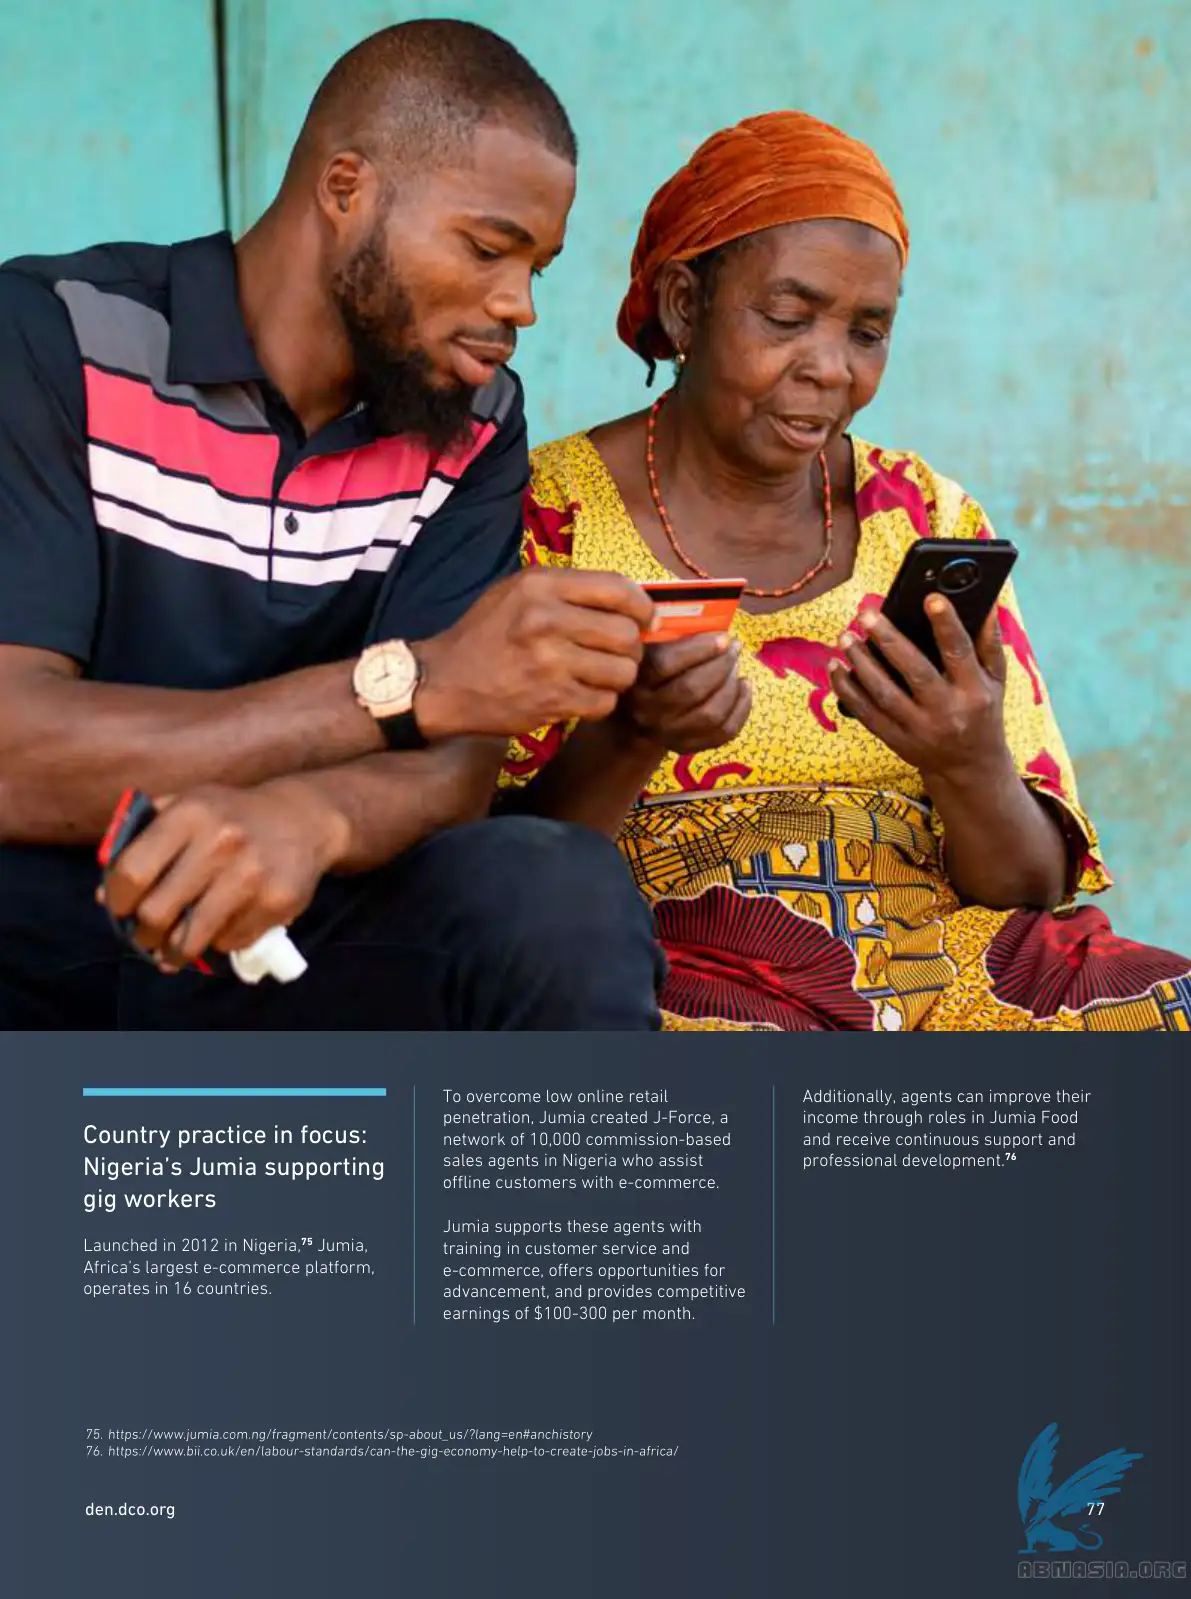 Country practice in focus:
Nigeria’s Jumia supporting
gig workers
Launched in 2012 in Nigeria,75 Jumia,
Africa's largest e-commerce platform,
operates in 16 countries.
To overcome low online retail
penetration, Jumia created J-Force, a
network of 10,000 commission-based
sales agents in Nigeria who assist
offline customers with e-commerce.
Jumia supports these agents with
training in customer service and
e-commerce, offers opportunities for
advancement, and provides competitive
earnings of $100-300 per month.
Additionally, agents can improve their
income through roles in Jumia Food
and receive continuous support and
professional development.76
75. https://www.jumia.com.ng/fragment/contents/sp-about_us/?lang=en#anchistory
76. https://www.bii.co.uk/en/labour-standards/can-the-gig-economy-help-to-create-jobs-in-africa/
den.dco.org
77
ABNASIA.ORG